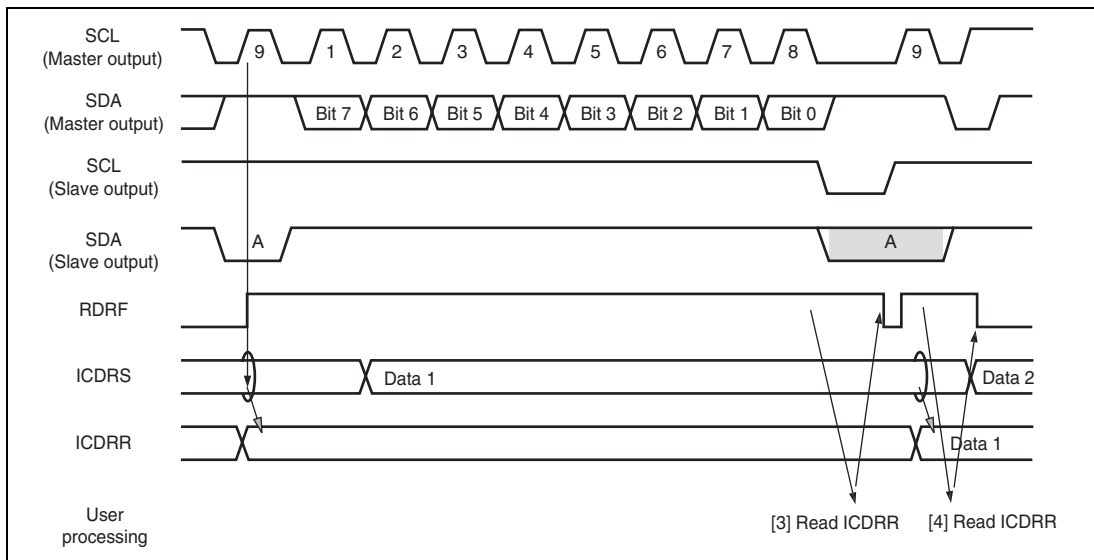 SCL
(Master output)
9 1 2 3 4 5 6 7 8 9
SDA
(Master output)
Bit 7 Bit 6 Bit 5 Bit 4 Bit 3 Bit 2 Bit 1 Bit 0
SCL
(Slave output)
SDA
(Slave output)
A A
RDRF
ICDRS
Data 1 Data 2
ICDRR
Data 1
User
processing
[3] Read ICDRR [4] Read ICDRR